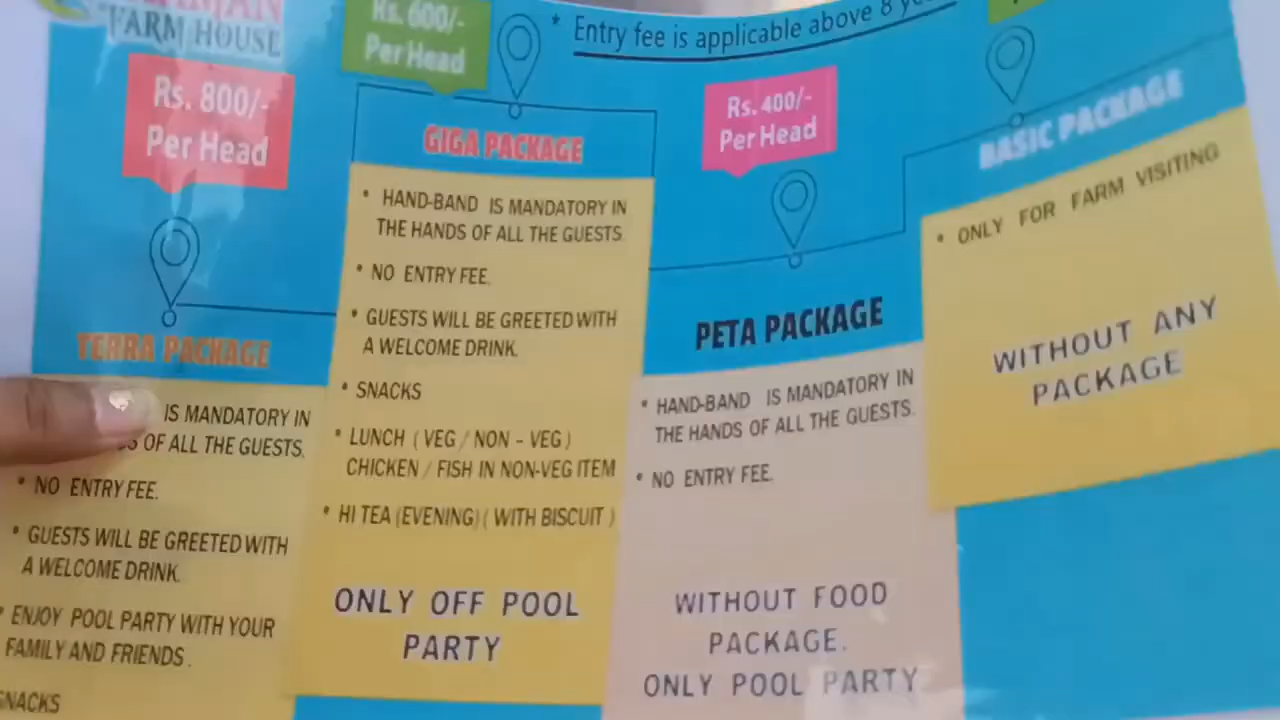 FARM HOUSE
Rs. 800/-
Per Head
TERRA PACKAGE
IS MANDATORY IN
OF ALL THE GUESTS.
* NO ENTRY FEE.
* GUESTS WILL BE GREETED WITH
A WELCOME DRINK.
* ENJOY POOL PARTY WITH YOUR
FAMILY AND FRIENDS.
SNACKS
Rs. 600/-
Per Head
GIGA PACKAGE
* HAND-BAND IS MANDATORY IN
THE HANDS OF ALL THE GUESTS.
* NO ENTRY FEE.
* GUESTS WILL BE GREETED WITH
A WELCOME DRINK.
* SNACKS
* LUNCH ( VEG / NON - VEG )
CHICKEN / FISH IN NON-VEG ITEM
* HI TEA (EVENING) ( WITH BISCUIT )
ONLY OFF POOL
PARTY
* Entry fee is applicable above 8
Rs. 400/-
Per Head
PETA PACKAGE
* HAND-BAND IS MANDATORY IN
THE HANDS OF ALL THE GUESTS.
* NO ENTRY FEE.
WITHOUT FOOD
PACKAGE.
ONLY POOL PARTY
BASIC PACKAGE
* ONLY FOR FARM VISITING
WITHOUT ANY
PACKAGE